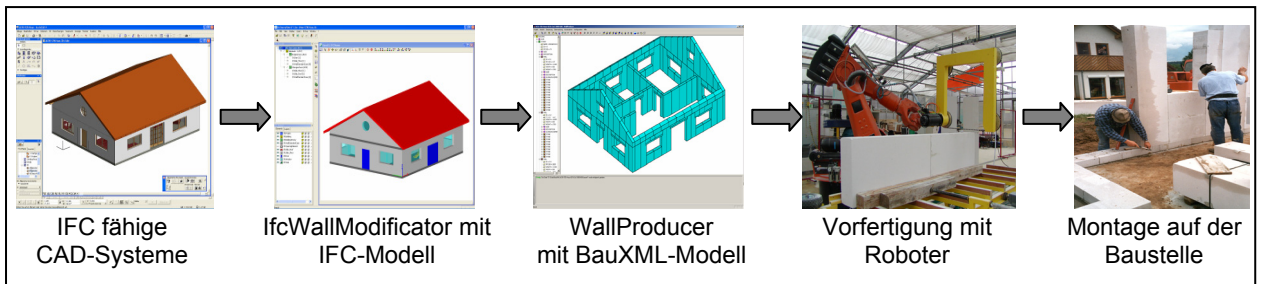 IFC fähige
CAD-Systeme
IfcWallModificator mit
IFC-Modell
WallProducer
mit BauXML-Modell
Vorfertigung mit
Roboter
Montage auf der
Baustelle